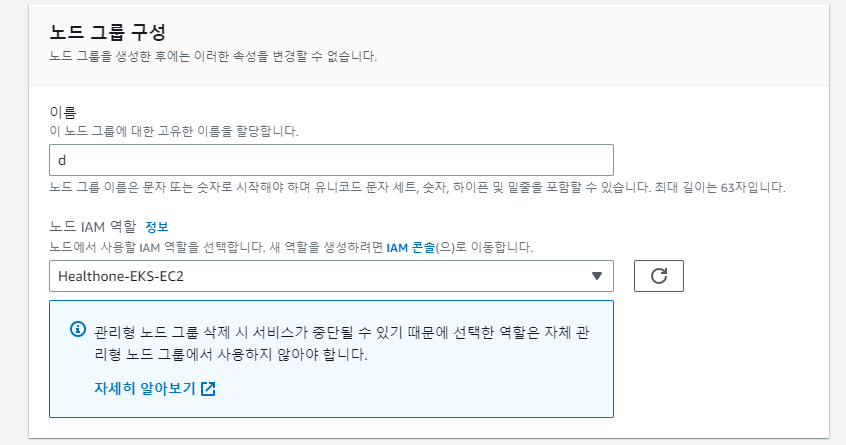 노드 그룹 구성
노드 그룹을 생성한 후에는 이러한 속성을 변경할 수 없습니다.
이름
이 노드 그룹에 대한 고유한 이름을 할당합니다.
d
노드 그룹 이름은 문자 또는 숫자로 시작해야 하며 유니코드 문자 세트, 숫자, 하이픈 및 밑줄을 포함할 수 있습니다. 최대 길이는 63자입니다.
노드 IAM 역할 정보
노드에서 사용할 IAM 역할을 선택합니다. 새 역할을 생성하려면 IAM 콘솔(으)로 이동합니다.
Healthone-EKS-EC2
관리형 노드 그룹 삭제 시 서비스가 중단될 수 있기 때문에 선택한 역할은 자체 관
리형 노드 그룹에서 사용하지 않아야 합니다.
자세히 알아보기